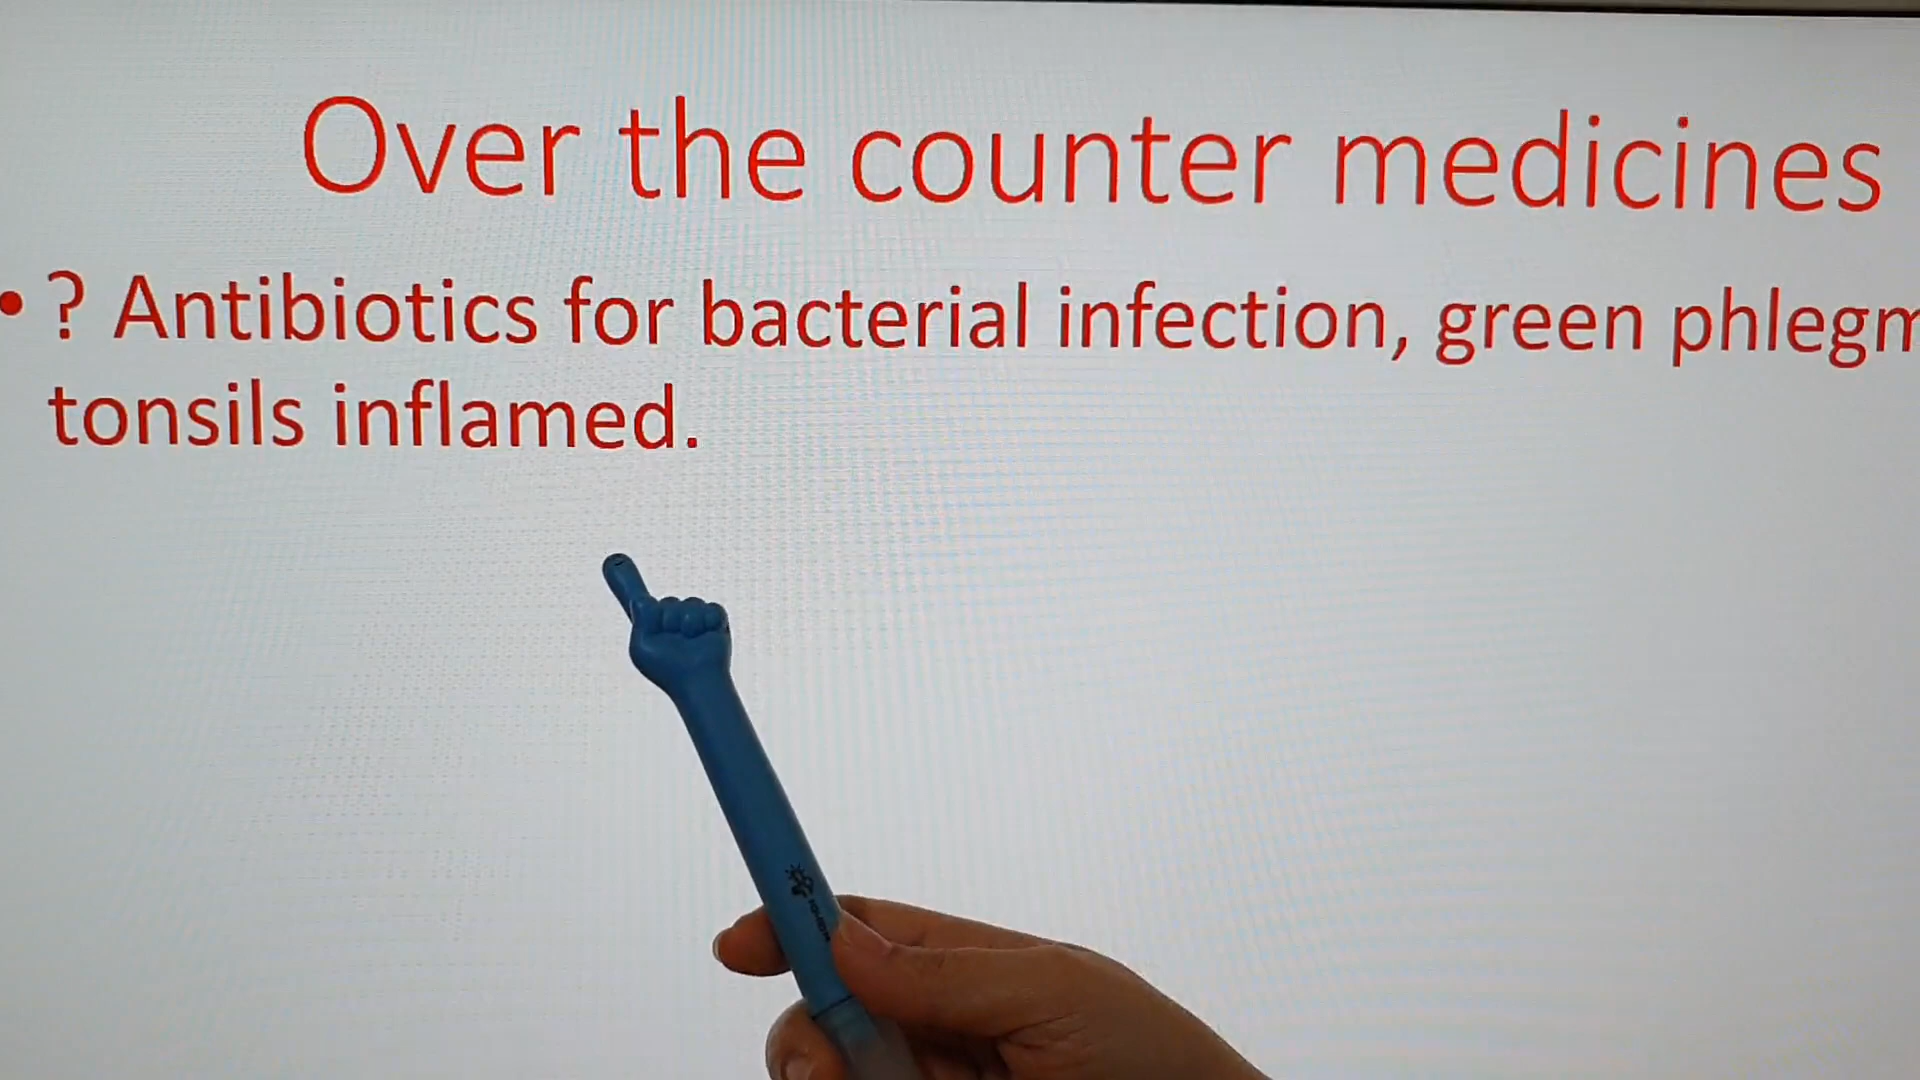 Over the counter medicines
• ? Antibiotics for bacterial infection, green phlegm
tonsils inflamed.